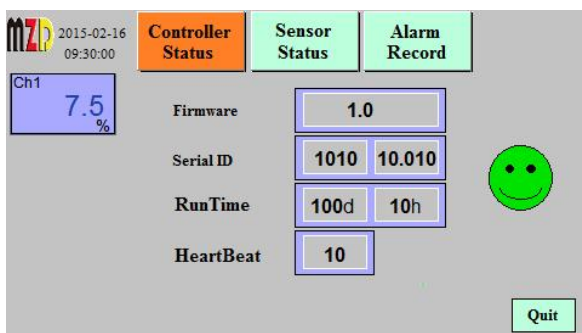 MZD 2015-02-16
09:30:00
Controller Status
Sensor Status
Alarm Record
Ch1
7.5
%
Firmware 1.0
Serial ID 1010 10.010
RunTime 100d 10h
HeartBeat 10
Quit